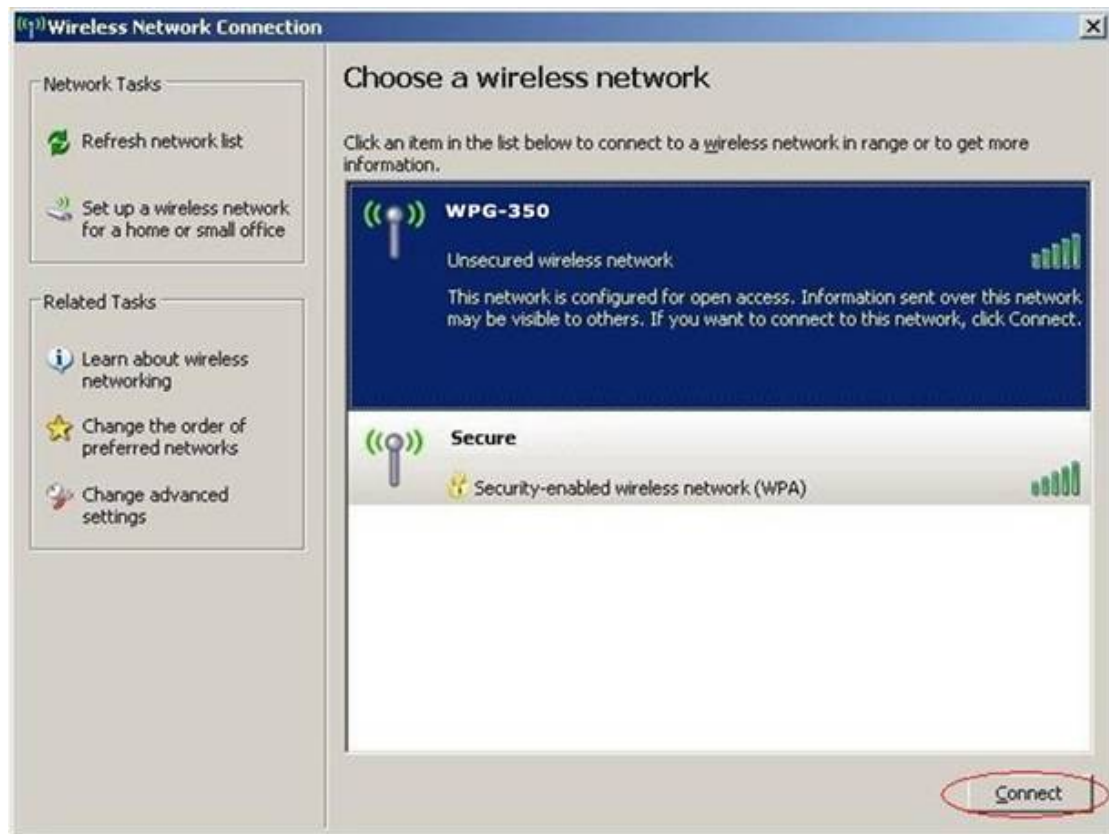 Wireless Network Connection
Network Tasks
Refresh network list
Set up a wireless network
for a home or small office
Related Tasks
Learn about wireless
networking
Change the order of
preferred networks
Change advanced
settings
Choose a wireless network
Click an item in the list below to connect to a wireless network in range or to get more
information.
WPG-350
Unsecured wireless network
This network is configured for open access. Information sent over this network
may be visible to others. If you want to connect to this network, click Connect.
Secure
Security-enabled wireless network (WPA)
Connect